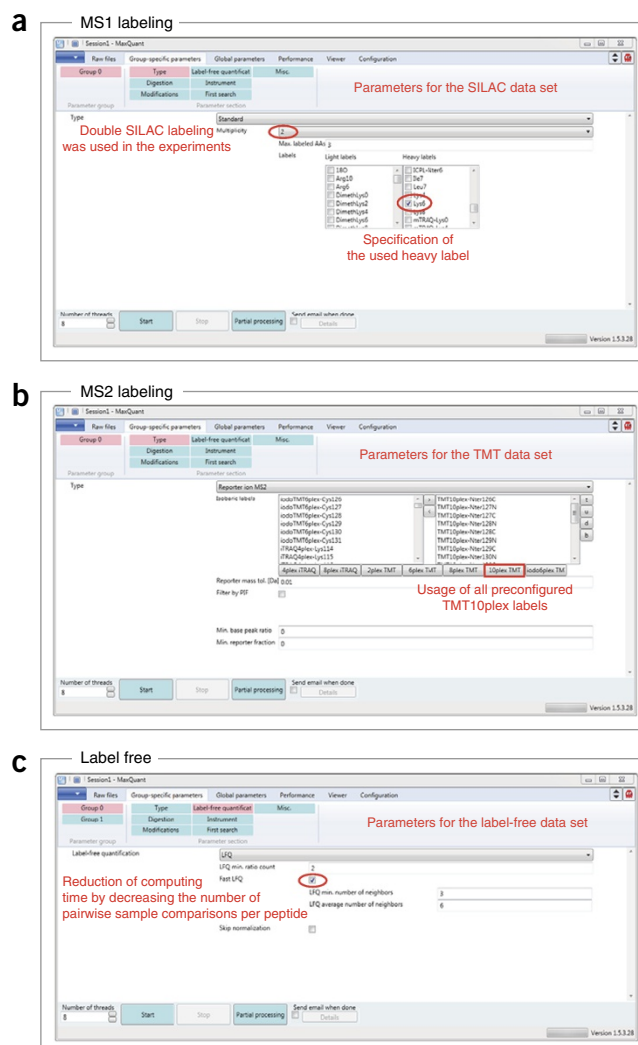 a
MS1 labeling
Session1 - MaxQuant
Raw files Group-specific parameters Global parameters Performance Viewer Configuration
Group 0 Type Label-free quantificat Misc.
Digestion Instrument
Modifications First search
Parameter group Parameter section
Parameters for the SILAC data set
Type Standard
Multiplicity 2
Double SILAC labeling
was used in the experiments
Max. labeled AAs 3
Labels Light labels Heavy labels
18O ICPL-Nter6
Arg10 Ile7
Arg6 Leu7
DimethLys0 Lys4
DimethLys2 Lys6
DimethLys4 Lys8
DimethLys6 mTRAQ-Lys0
Specification of
the used heavy label
Number of threads
8 Start Stop Partial processing
Send email when done
Details
Version 1.5.3.28
b
MS2 labeling
Session1 - MaxQuant
Raw files Group-specific parameters Global parameters Performance Viewer Configuration
Group 0 Type Label-free quantificat Misc.
Digestion Instrument
Modifications First search
Parameter group Parameter section
Parameters for the TMT data set
Type Reporter ion MS2
Isobaric labels
iodoTMT6plex-Cys126 TMT10plex-Nter126C
iodoTMT6plex-Cys127 TMT10plex-Nter127N
iodoTMT6plex-Cys128 TMT10plex-Nter127C
iodoTMT6plex-Cys129 TMT10plex-Nter128N
iodoTMT6plex-Cys130 TMT10plex-Nter128C
iodoTMT6plex-Cys131 TMT10plex-Nter129N
iTRAQ4plex-Lys114 TMT10plex-Nter129C
iTRAQ4plex-Lys115 TMT10plex-Nter130N
4plex iTRAQ 8plex iTRAQ 2plex TMT 6plex TMT 8plex TMT 10plex TMT iodo6plex TM
Reporter mass tol. [Da] 0.01
Filter by PIF
Usage of all preconfigured
TMT10plex labels
Min. base peak ratio 0
Min. reporter fraction 0
Number of threads
8 Start Stop Partial processing
Send email when done
Details
Version 1.5.3.28
c
Label free
Session1 - MaxQuant
Raw files Group-specific parameters Global parameters Performance Viewer Configuration
Group 0 Type Label-free quantificat Misc.
Group 1 Digestion Instrument
Modifications First search
Parameter group Parameter section
Parameters for the label-free data set
Label-free quantification LFQ
LFQ min. ratio count 2
Fast LFQ
Reduction of computing
time by decreasing the number of
pairwise sample comparisons per peptide
LFQ min. number of neighbors 3
LFQ average number of neighbors 6
Skip normalization
Number of threads
8 Start Stop Partial processing
Send email when done
Details
Version 1.5.3.28